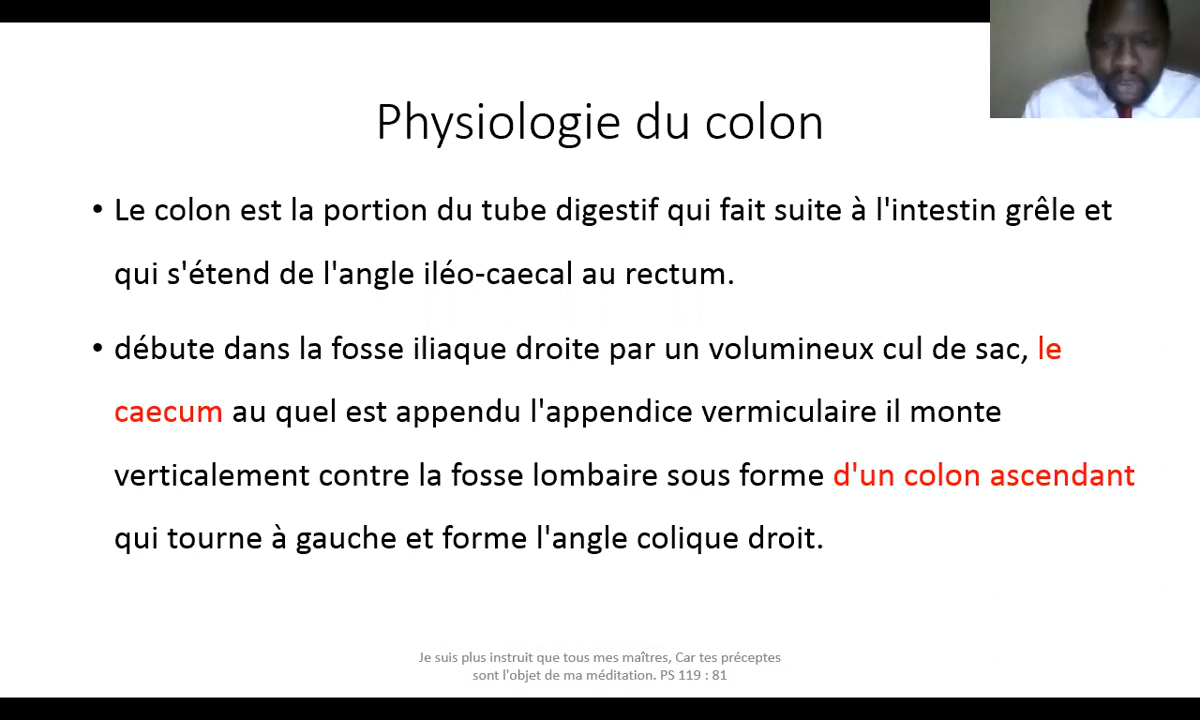 Physiologie du colon
• Le colon est la portion du tube digestif qui fait suite à l'intestin grêle et
qui s'étend de l'angle iléo-caecal au rectum.
• débute dans la fosse iliaque droite par un volumineux cul de sac, le
caecum au quel est appendu l'appendice vermiculaire il monte
verticalement contre la fosse lombaire sous forme d'un colon ascendant
qui tourne à gauche et forme l'angle colique droit.
Je suis plus instruit que tous mes maîtres, Car tes préceptes
sont l'objet de ma méditation. PS 119 : 81